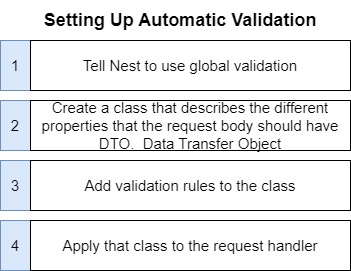 Setting Up Automatic Validation
1 Tell Nest to use global validation
2 Create a class that describes the different
properties that the request body should have
DTO. Data Transfer Object
3 Add validation rules to the class
4 Apply that class to the request handler